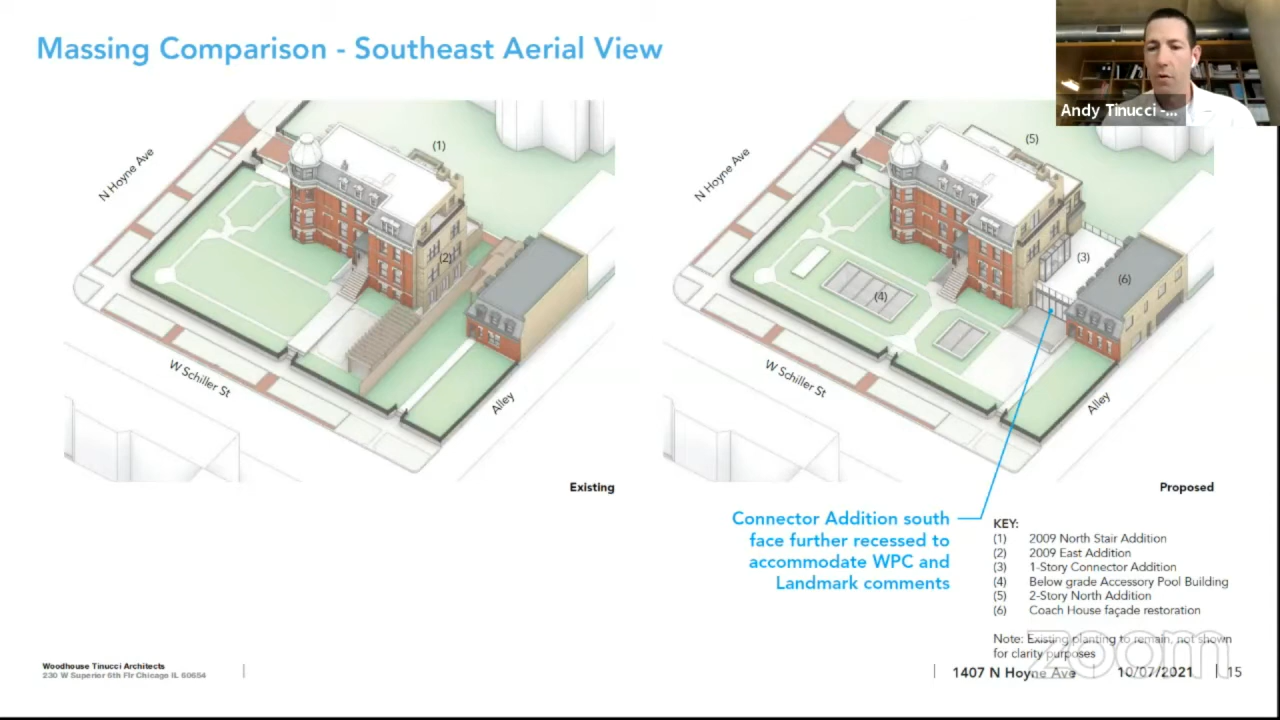 Massing Comparison - Southeast Aerial View
Andy Tinucci -...
N Hoyne Ave
(1)
(2)
W Schiller St
Alley
Existing
N Hoyne Ave
(5)
(3)
(6)
(4)
W Schiller St
Alley
Proposed
Connector Addition south
face further recessed to
accommodate WPC and
Landmark comments
KEY:
(1) 2009 North Stair Addition
(2) 2009 East Addition
(3) 1-Story Connector Addition
(4) Below grade Accessory Pool Building
(5) 2-Story North Addition
(6) Coach House façade restoration
Note: Existing planting to remain, not shown
for clarity purposes
zoom
Woodhouse Tinucci Architects
230 W Superior 6th Flr Chicago IL 60654
1407 N Hoyne Ave 10/07/2021 15